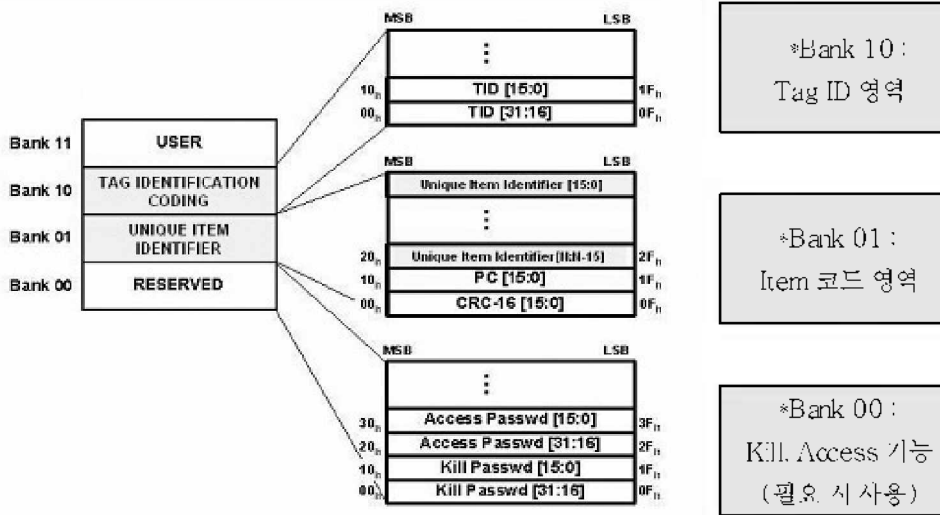 Bank 11 USER
Bank 10 TAG IDENTIFICATION
CODING
Bank 01 UNIQUE ITEM
IDENTIFIER
Bank 00 RESERVED
MSB LSB
⋮
10h TID [15:0] 1Fh
00h TID [31:16] 0Fh
MSB LSB
Unique Item Identifier [15:0]
⋮
20h Unique Item Identifier[N:N-15] 2Fh
10h PC [15:0] 1Fh
00h CRC-16 [15:0] 0Fh
MSB LSB
⋮
30h Access Passwd [15:0] 3Fh
20h Access Passwd [31:16] 2Fh
10h Kill Passwd [15:0] 1Fh
00h Kill Passwd [31:16] 0Fh
*Bank 10 :
Tag ID 영역
*Bank 01 :
Item 코드 영역
*Bank 00 :
Kill, Access 기능
(필요 시 사용)